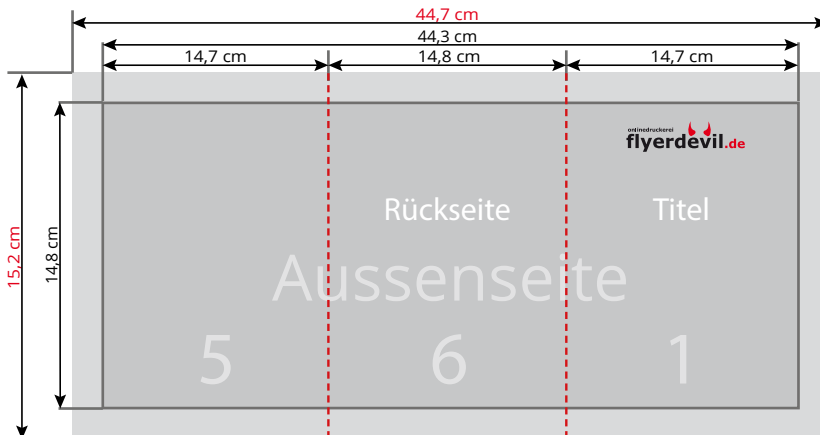 44,7 cm
44,3 cm
14,7 cm
14,8 cm
14,7 cm
onlinedruckerei
flyerdevil.de
15,2 cm
14,8 cm
Rückseite
Titel
Aussenseite
5
6
1